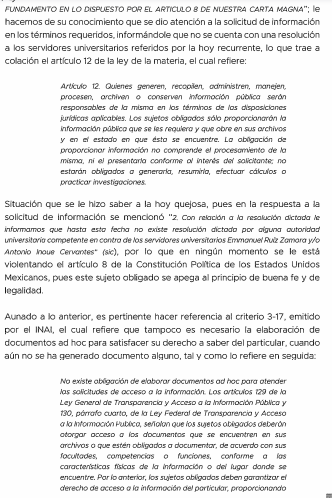 FUNDAMENTO EN LO DISPUESTO POR EL ARTICULO 8 DE NUESTRA CARTA MAGNA"; le
hacemos de su conocimiento que se dio atención a la solicitud de información
en los términos requeridos, informándole que no se cuenta con una resolución
a los servidores universitarios referidos por la hoy recurrente, lo que trae a
colación el artículo 12 de la ley de la materia, el cual refiere:
Artículo 12. Quienes generen, recopilen, administren, manejen,
procesen, archiven o conserven información pública serán
responsables de la misma en los términos de las disposiciones
jurídicas aplicables. Los sujetos obligados sólo proporcionarán la
información pública que se les requiera y que obre en sus archivos
y en el estado en que ésta se encuentre. La obligación de
proporcionar información no comprende el procesamiento de la
misma, ni el presentarla conforme al interés del solicitante; no
estarán obligados a generarla, resumirla, efectuar cálculos o
practicar investigaciones.
Situación que se le hizo saber a la hoy quejosa, pues en la respuesta a la
solicitud de información se mencionó "2. Con relación a la resolución dictada le
informamos que hasta esta fecha no existe resolución dictada por alguna autoridad
universitaria competente en contra de los servidores universitarios Emmanuel Ruiz Zamora y/o
Antonio Inoue Cervantes" (sic), por lo que en ningún momento se le está
violentando el artículo 8 de la Constitución Política de los Estados Unidos
Mexicanos, pues este sujeto obligado se apega al principio de buena fe y de
legalidad.
Aunado a lo anterior, es pertinente hacer referencia al criterio 3-17, emitido
por el INAI, el cual refiere que tampoco es necesario la elaboración de
documentos ad hoc para satisfacer su derecho a saber del particular, cuando
aún no se ha generado documento alguno, tal y como lo refiere en seguida:
No existe obligación de elaborar documentos ad hoc para atender
las solicitudes de acceso a la información. Los artículos 129 de la
Ley General de Transparencia y Acceso a la Información Pública y
130, párrafo cuarto, de la Ley Federal de Transparencia y Acceso
a la Información Pública, señalan que los sujetos obligados deberán
otorgar acceso a los documentos que se encuentren en sus
archivos o que estén obligados a documentar, de acuerdo con sus
facultades, competencias o funciones, conforme a las
características físicas de la información o del lugar donde se
encuentre. Por lo anterior, los sujetos obligados deben garantizar el
derecho de acceso a la información del particular, proporcionando